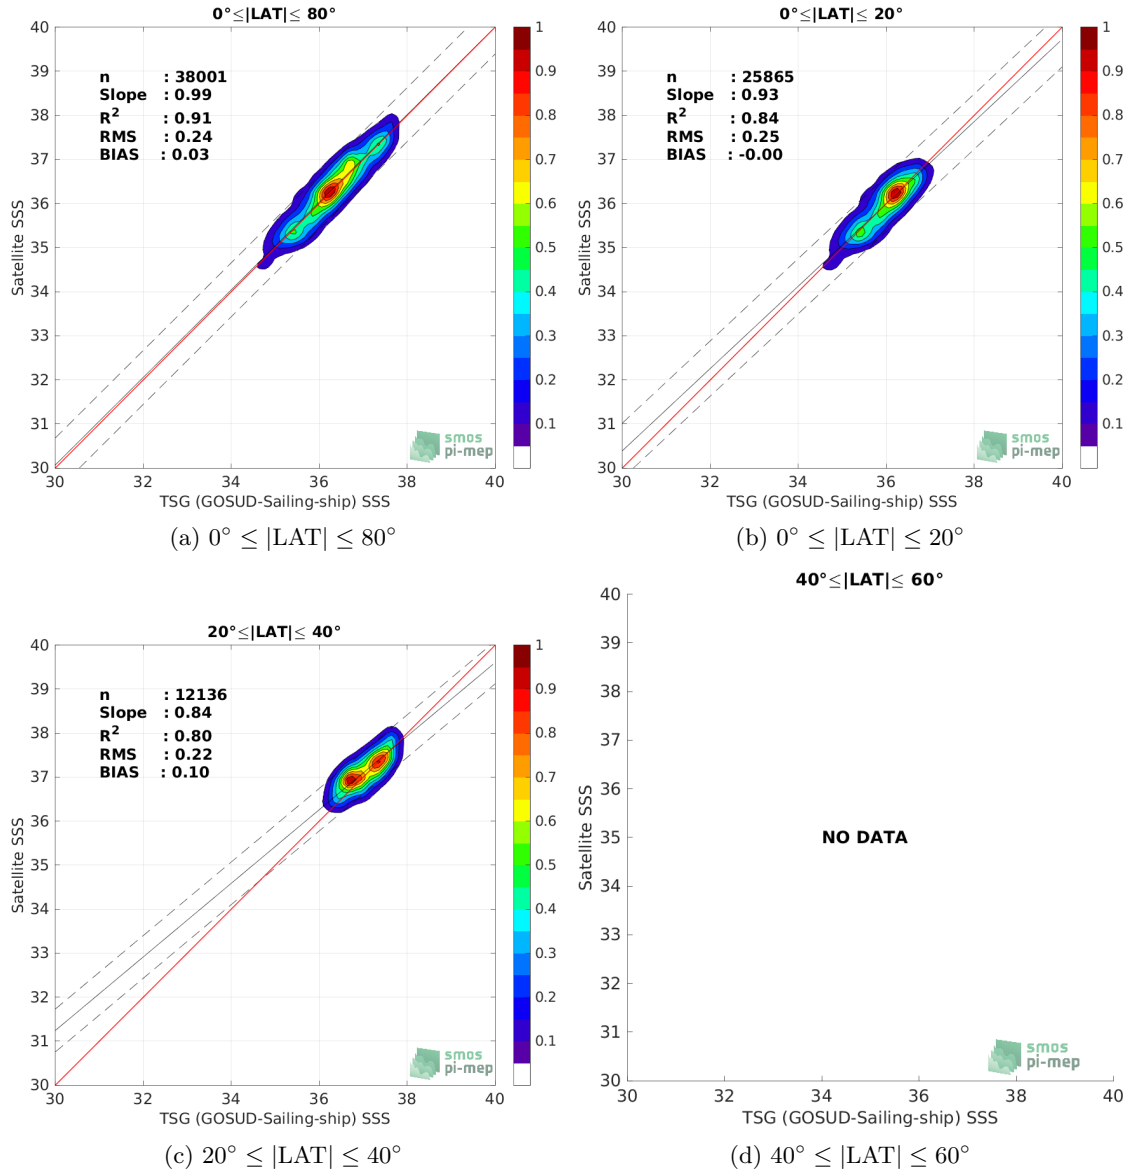 0°≤|LAT|≤ 80°
40
39
38
37
36
35
34
33
32
31
30
Satellite SSS
n : 38001
Slope : 0.99
R2 : 0.91
RMS : 0.24
BIAS : 0.03
smos
pi-mep
30 32 34 36 38 40
TSG (GOSUD-Sailing-ship) SSS
1
0.9
0.8
0.7
0.6
0.5
0.4
0.3
0.2
0.1
(a) 0° ≤ |LAT| ≤ 80°
0°≤|LAT|≤ 20°
40
39
38
37
36
35
34
33
32
31
30
Satellite SSS
n : 25865
Slope : 0.93
R2 : 0.84
RMS : 0.25
BIAS : -0.00
smos
pi-mep
30 32 34 36 38 40
TSG (GOSUD-Sailing-ship) SSS
1
0.9
0.8
0.7
0.6
0.5
0.4
0.3
0.2
0.1
(b) 0° ≤ |LAT| ≤ 20°
20°≤|LAT|≤ 40°
40
39
38
37
36
35
34
33
32
31
30
Satellite SSS
n : 12136
Slope : 0.84
R2 : 0.80
RMS : 0.22
BIAS : 0.10
smos
pi-mep
30 32 34 36 38 40
TSG (GOSUD-Sailing-ship) SSS
1
0.9
0.8
0.7
0.6
0.5
0.4
0.3
0.2
0.1
(c) 20° ≤ |LAT| ≤ 40°
40°≤|LAT|≤ 60°
40
39
38
37
36
35
34
33
32
31
30
Satellite SSS
NO DATA
smos
pi-mep
30 32 34 36 38 40
TSG (GOSUD-Sailing-ship) SSS
(d) 40° ≤ |LAT| ≤ 60°